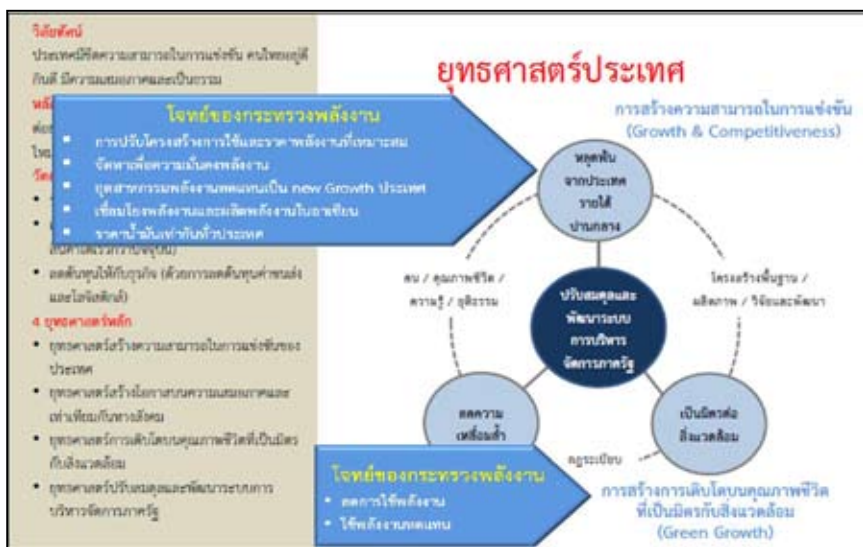 วิสัยทัศน์
ประเทศมีขีดความสามารถในการแข่งขัน คนไทยอยู่ดี
กินดี มีความเสมอภาคและเป็นธรรม
ลดต้นทุนให้กับธุรกิจ (ด้วยการลดต้นทุนค่าขนส่ง
และโลจิสติกส์)
4 ยุทธศาสตร์หลัก
ยุทธศาสตร์สร้างความสามารถในการแข่งขันของ
ประเทศ
ยุทธศาสตร์สร้างโอกาสบนความเสมอภาคและ
เท่าเทียมกันทางสังคม
ยุทธศาสตร์การเติบโตบนคุณภาพชีวิตที่เป็นมิตร
กับสิ่งแวดล้อม
ยุทธศาสตร์ปรับสมดุลและพัฒนาระบบการ
บริหารจัดการภาครัฐ
โจทย์ของกระทรวงพลังงาน
การปรับโครงสร้างการใช้และราคาพลังงานที่เหมาะสม
จัดหาเพื่อความมั่นคงพลังงาน
อุตสาหกรรมพลังงานทดแทนเป็น new Growth ประเทศ
เชื่อมโยงพลังงานและผลิตพลังงานในอาเซียน
ราคาน้ำมันเท่ากันทั่วประเทศ
ยุทธศาสตร์ประเทศ
การสร้างความสามารถในการแข่งขัน
(Growth & Competitiveness)
หลุดพ้น
จากประเทศ
รายได้
ปานกลาง
คน / คุณภาพชีวิต /
ความรู้ / ยุติธรรม
โครงสร้างพื้นฐาน /
ผลิตภาพ / วิจัยและพัฒนา
ปรับสมดุลและ
พัฒนาระบบ
การบริหาร
จัดการภาครัฐ
ลดความ
เหลื่อมล้ำ
เป็นมิตรต่อ
สิ่งแวดล้อม
กฎระเบียบ
โจทย์ของกระทรวงพลังงาน
ลดการใช้พลังงาน
ใช้พลังงานทดแทน
การสร้างการเติบโตบนคุณภาพชีวิต
ที่เป็นมิตรกับสิ่งแวดล้อม
(Green Growth)